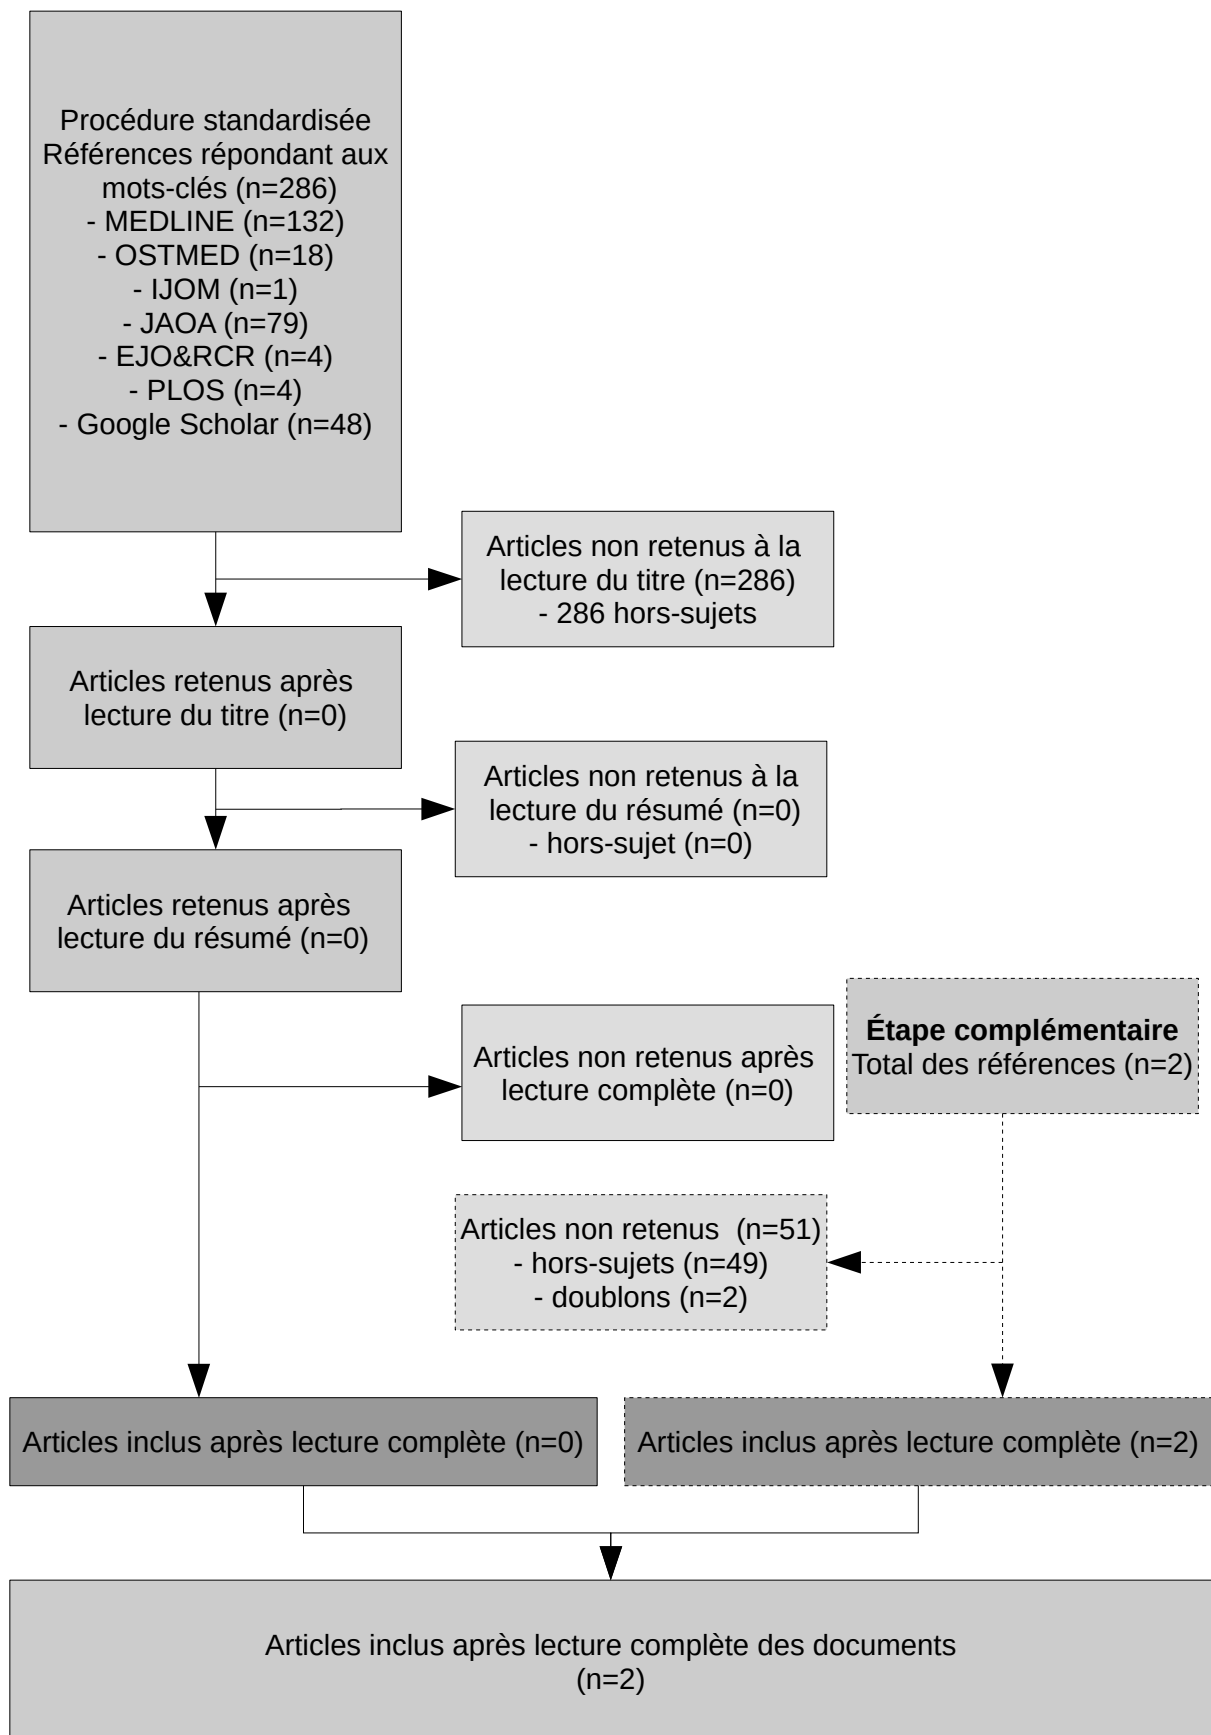 Procédure standardisée
Références répondant aux
mots-clés (n=286)
- MEDLINE (n=132)
- OSTMED (n=18)
- IJOM (n=1)
- JAOA (n=79)
- EJO&RCR (n=4)
- PLOS (n=4)
- Google Scholar (n=48)
Articles non retenus à la
lecture du titre (n=286)
- 286 hors-sujets
Articles retenus après
lecture du titre (n=0)
Articles non retenus à la
lecture du résumé (n=0)
- hors-sujet (n=0)
Articles retenus après
lecture du résumé (n=0)
Articles non retenus après
lecture complète (n=0)
Étape complémentaire
Total des références (n=2)
Articles non retenus  (n=51)
- hors-sujets (n=49)
- doublons (n=2)
Articles inclus après lecture complète (n=0)
Articles inclus après lecture complète (n=2)
Articles inclus après lecture complète des documents
(n=2)